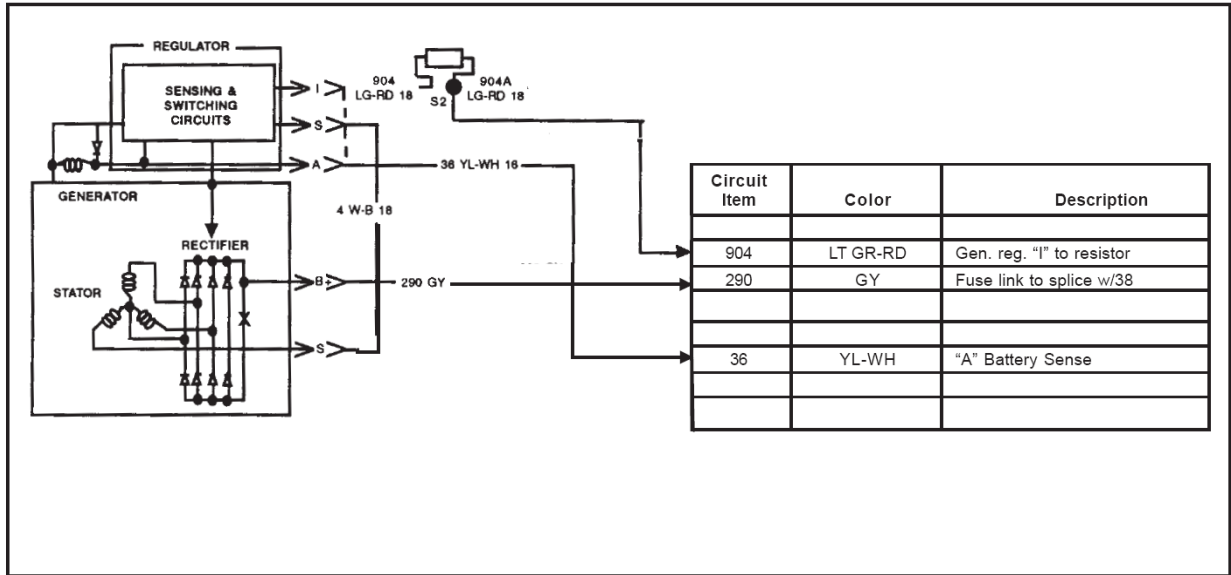 REGULATOR
SENSING &
SWITCHING
CIRCUITS
I
S
A
904
LG-RD 18
S2
904A
LG-RD 18
36 YL-WH 16
GENERATOR
4 W-B 18
RECTIFIER
STATOR
B+
290 GY
S
Circuit
Item Color Description
904 LT GR-RD Gen. reg. “I” to resistor
290 GY Fuse link to splice w/38
36 YL-WH “A” Battery Sense